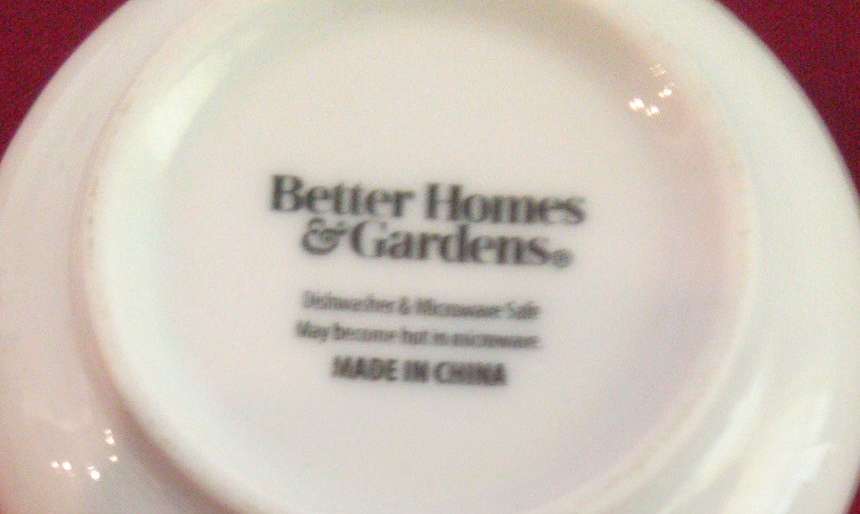 Better Homes
& Gardens®
Dishwasher & Microwave Safe
May become hot in microwave.
MADE IN CHINA